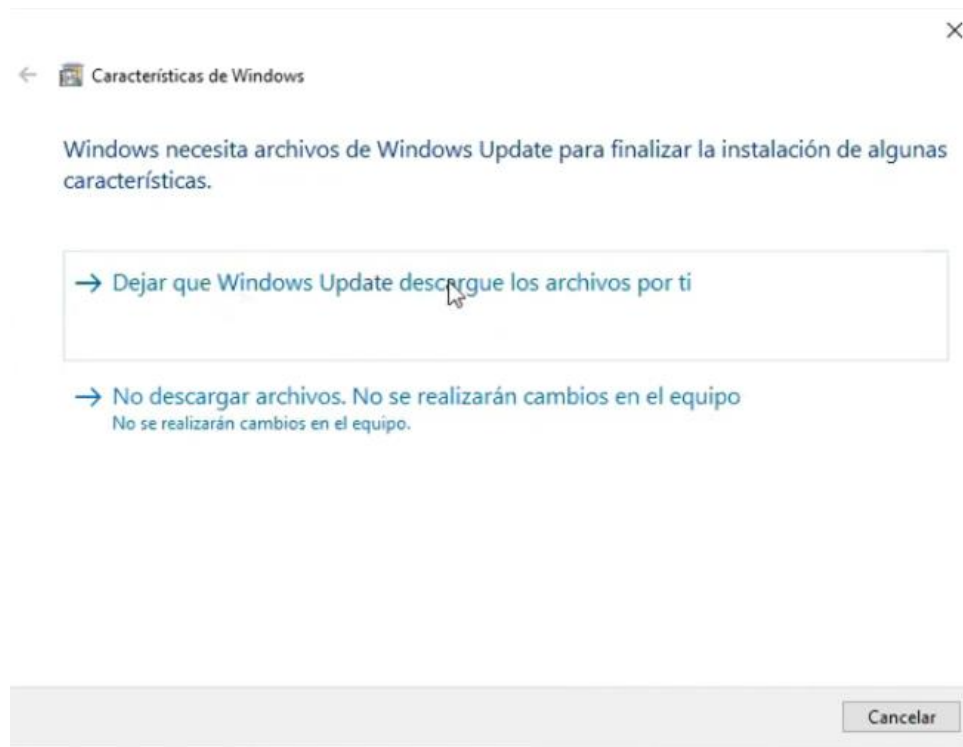 Características de Windows
Windows necesita archivos de Windows Update para finalizar la instalación de algunas
características.
→ Dejar que Windows Update descargue los archivos por ti
→ No descargar archivos. No se realizarán cambios en el equipo
No se realizarán cambios en el equipo.
Cancelar